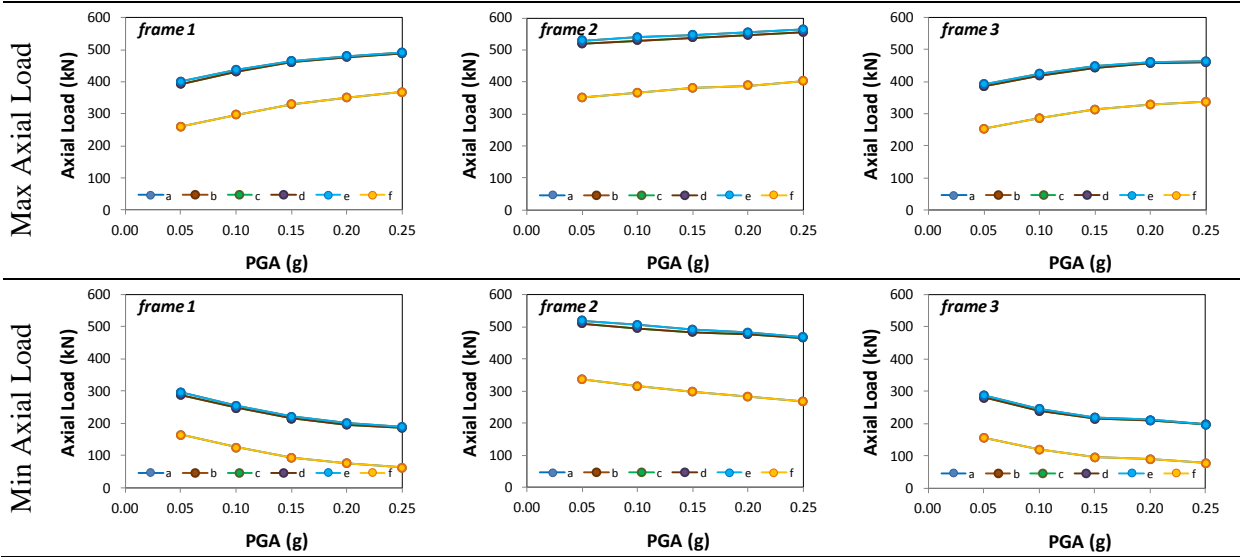 Max Axial Load
frame 1
Axial Load (kN)
600
500
400
300
200
100
0
a b c d e f
0.00 0.05 0.10 0.15 0.20 0.25
PGA (g)
frame 2
Axial Load (kN)
600
500
400
300
200
100
0
a b c d e f
0.00 0.05 0.10 0.15 0.20 0.25
PGA (g)
frame 3
Axial Load (kN)
600
500
400
300
200
100
0
a b c d e f
0.00 0.05 0.10 0.15 0.20 0.25
PGA (g)
Min Axial Load
frame 1
Axial Load (kN)
600
500
400
300
200
100
0
a b c d e f
0.00 0.05 0.10 0.15 0.20 0.25
PGA (g)
frame 2
Axial Load (kN)
600
500
400
300
200
100
0
a b c d e f
0.00 0.05 0.10 0.15 0.20 0.25
PGA (g)
frame 3
Axial Load (kN)
600
500
400
300
200
100
0
a b c d e f
0.00 0.05 0.10 0.15 0.20 0.25
PGA (g)